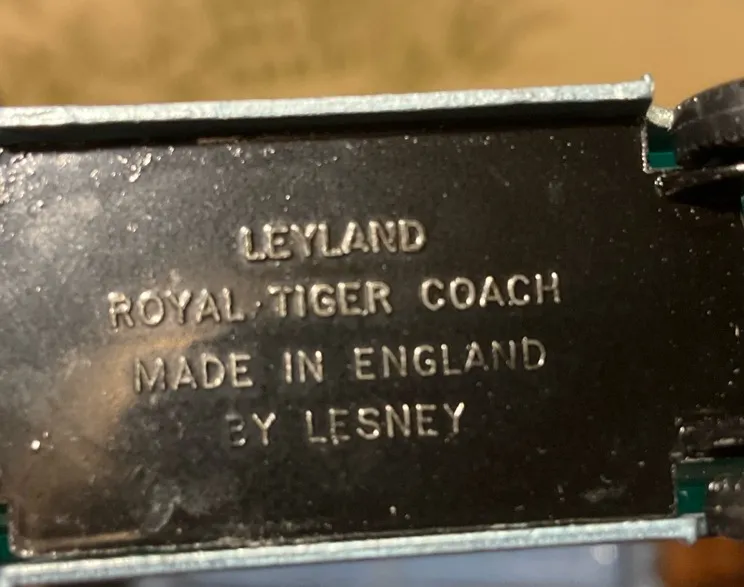 LEYLAND
ROYAL-TIGER COACH
MADE IN ENGLAND
BY LESNEY